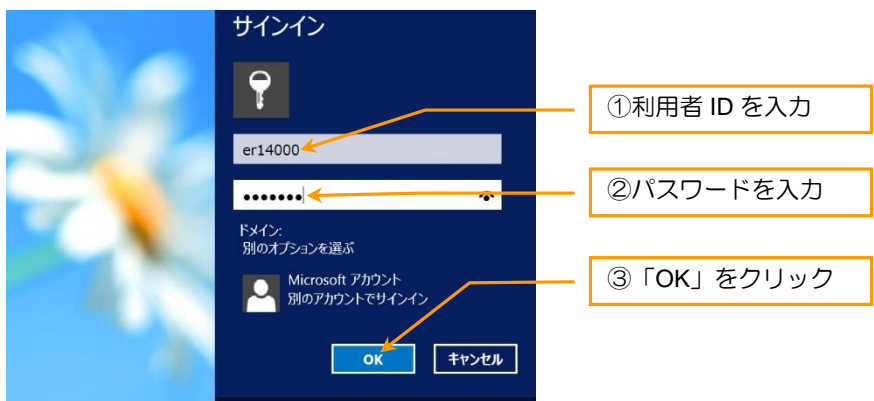 サインイン
①利用者 ID を入力
er14000
•••••••
②パスワードを入力
ドメイン:
別のオプションを選ぶ
Microsoft アカウント
別のアカウントでサインイン
③「OK」をクリック
OK
キャンセル